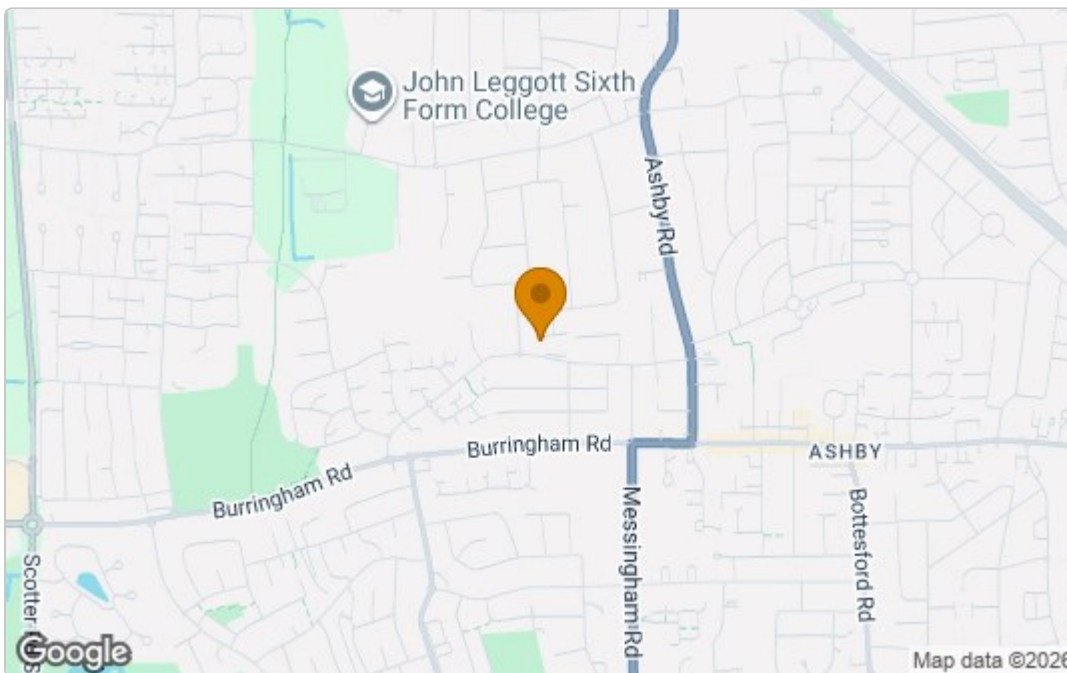 John Leggott Sixth
Form College
Ashby Rd
Burringham Rd
ASHBY
Burringham Rd
Messingham Rd
Bottesford Rd
Scotter
Google
Map data ©2026